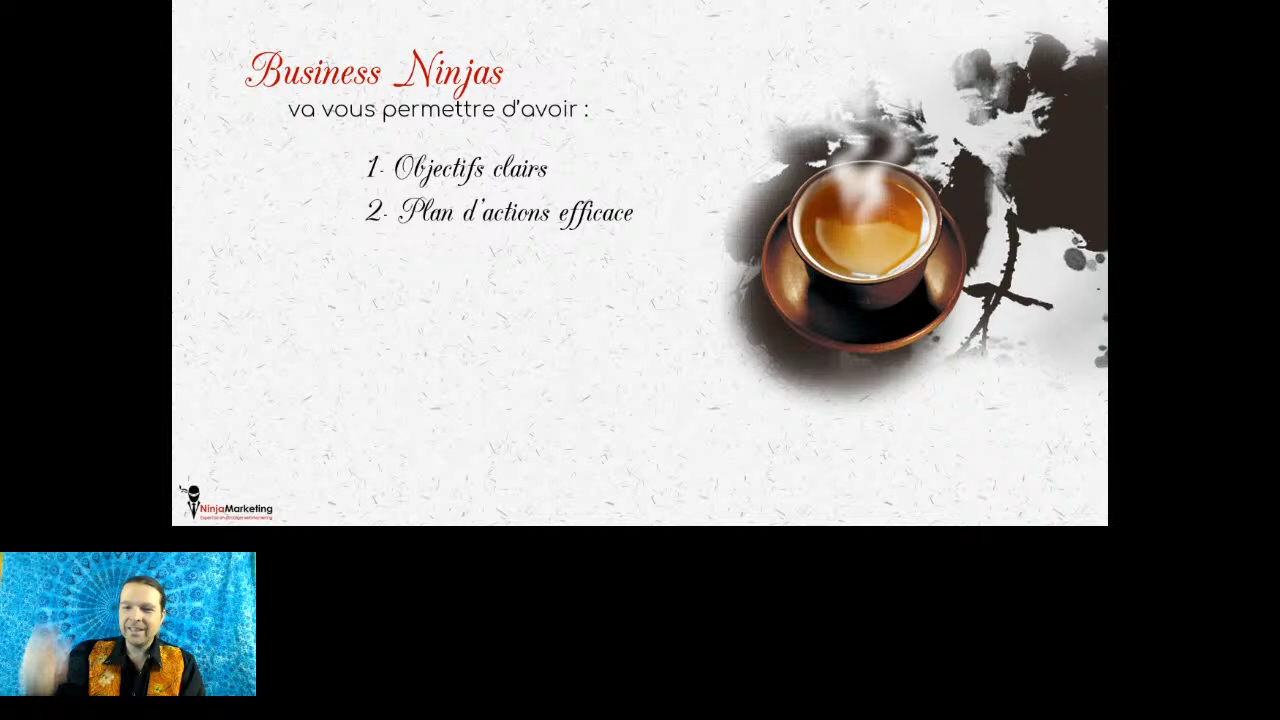 Business Ninjas
va vous permettre d'avoir :
1- Objectifs clairs
2- Plan d'actions efficace
NinjaMarketing